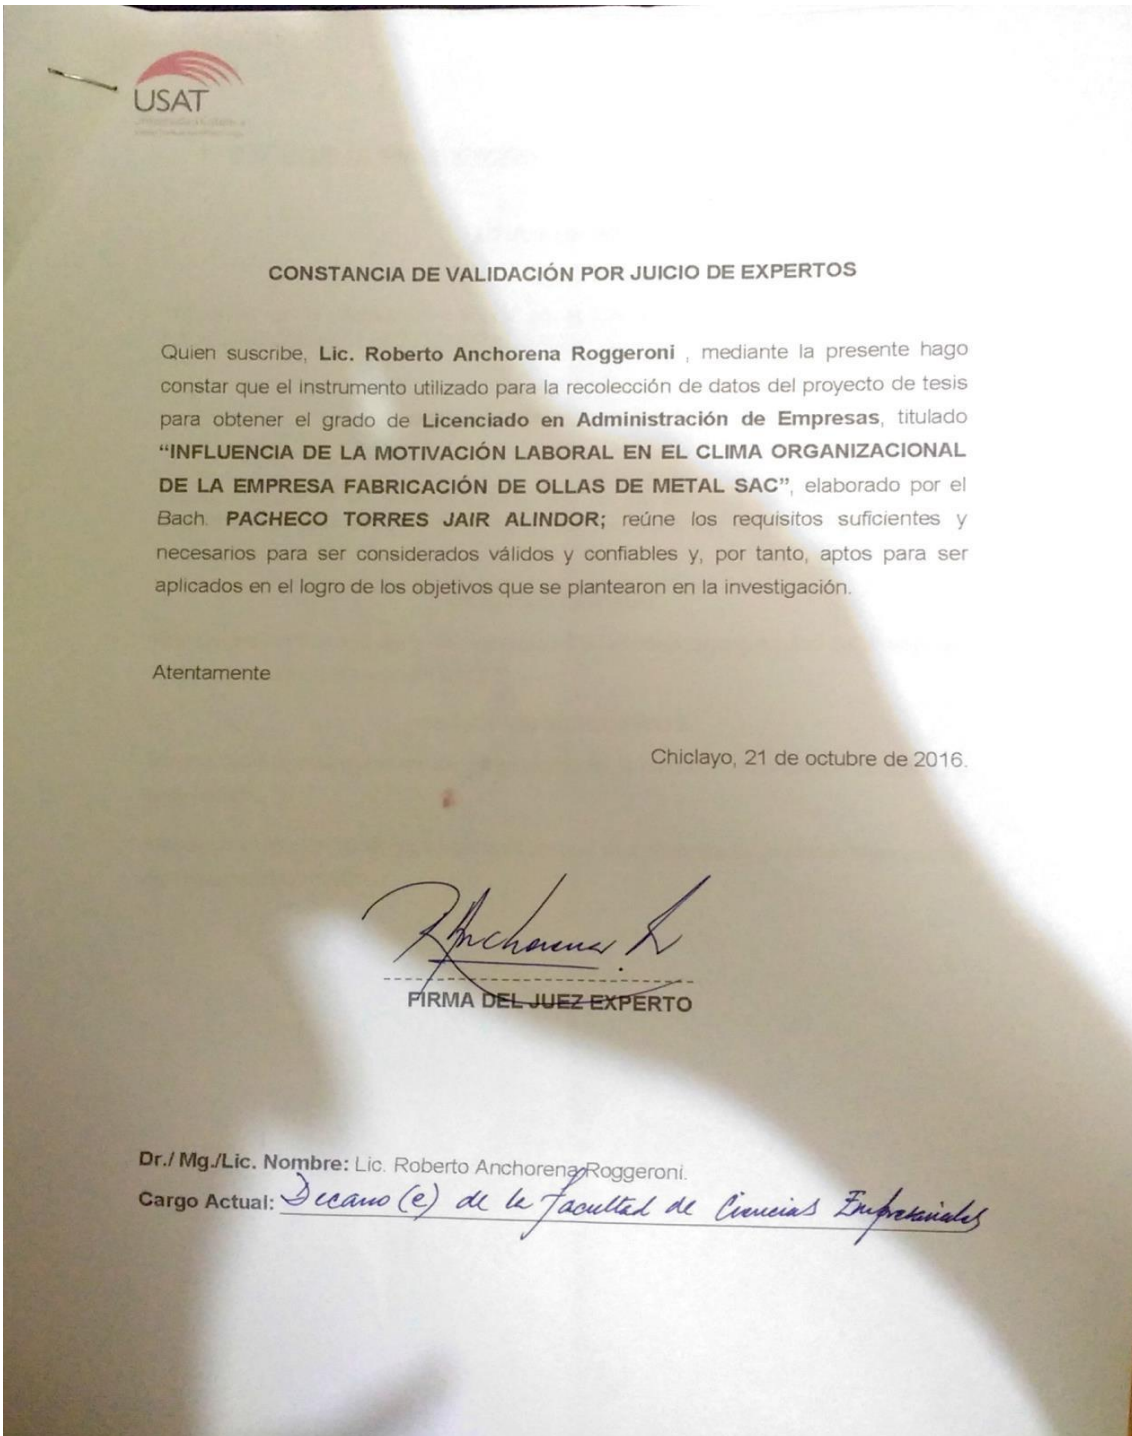 USAT
CONSTANCIA DE VALIDACIÓN POR JUICIO DE EXPERTOS
Quien suscribe, Lic. Roberto Anchorena Roggeroni , mediante la presente hago
constar que el instrumento utilizado para la recolección de datos del proyecto de tesis
para obtener el grado de Licenciado en Administración de Empresas, titulado
“INFLUENCIA DE LA MOTIVACIÓN LABORAL EN EL CLIMA ORGANIZACIONAL
DE LA EMPRESA FABRICACIÓN DE OLLAS DE METAL SAC”, elaborado por el
Bach. PACHECO TORRES JAIR ALINDOR; reúne los requisitos suficientes y
necesarios para ser considerados válidos y confiables y, por tanto, aptos para ser
aplicados en el logro de los objetivos que se plantearon en la investigación.
Atentamente
Chiclayo, 21 de octubre de 2016.
RAnchorena R
FIRMA DEL JUEZ EXPERTO
Dr./ Mg./Lic. Nombre: Lic. Roberto Anchorena Roggeroni.
Cargo Actual: Decano (e) de la Facultad de Ciencias Empresariales